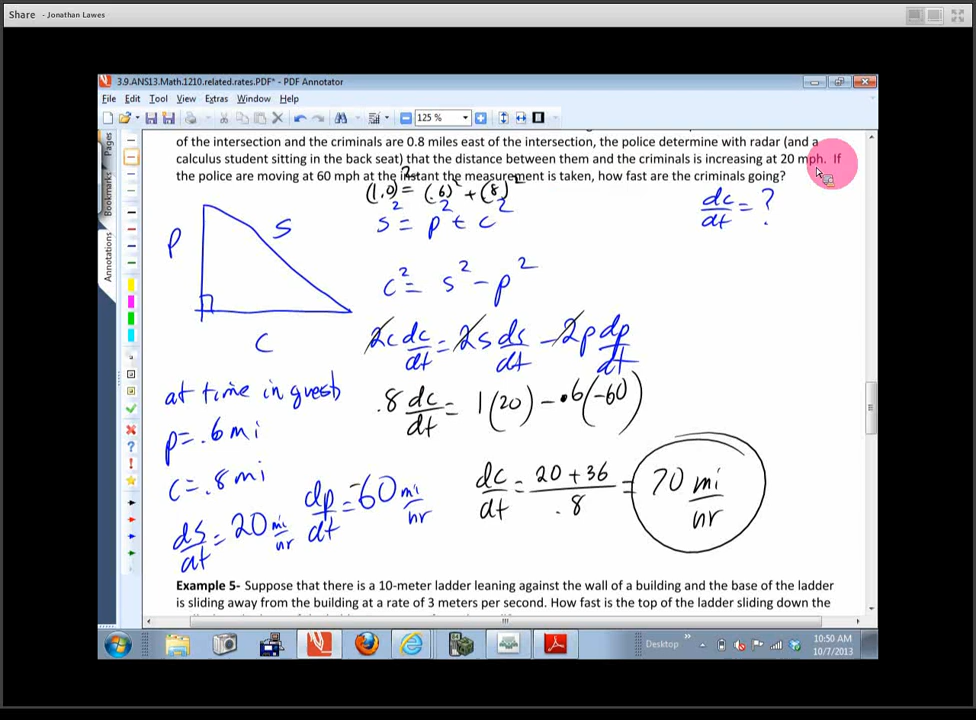 Share - Jonathan Lawes
3.9.ANS13.Math.1210.related.rates.PDF* - PDF Annotator
File Edit Tool View Extras Window Help
125 %
Pages
Bookmarks
Annotations
of the intersection and the criminals are 0.8 miles east of the intersection, the police determine with radar (and a
calculus student sitting in the back seat) that the distance between them and the criminals is increasing at 20 mph. If
the police are moving at 60 mph at the instant the measurement is taken, how fast are the criminals going?
(1.0)² = (.6)² + (.8)²
dc/dt = ?
s² = p² + c²
P
S
C
c² = s² - p²
2c dc/dt = 2s ds/dt - 2p dp/dt
at time in quest
.8 dc/dt = 1(20) - .6(-60)
p = .6 mi
c = .8 mi
dp/dt = -60 mi/hr
dc/dt = 20 + 36/.8 = 70 mi/hr
ds/dt = 20 mi/hr
Example 5- Suppose that there is a 10-meter ladder leaning against the wall of a building and the base of the ladder
is sliding away from the building at a rate of 3 meters per second. How fast is the top of the ladder sliding down the
Desktop
10:50 AM
10/7/2013